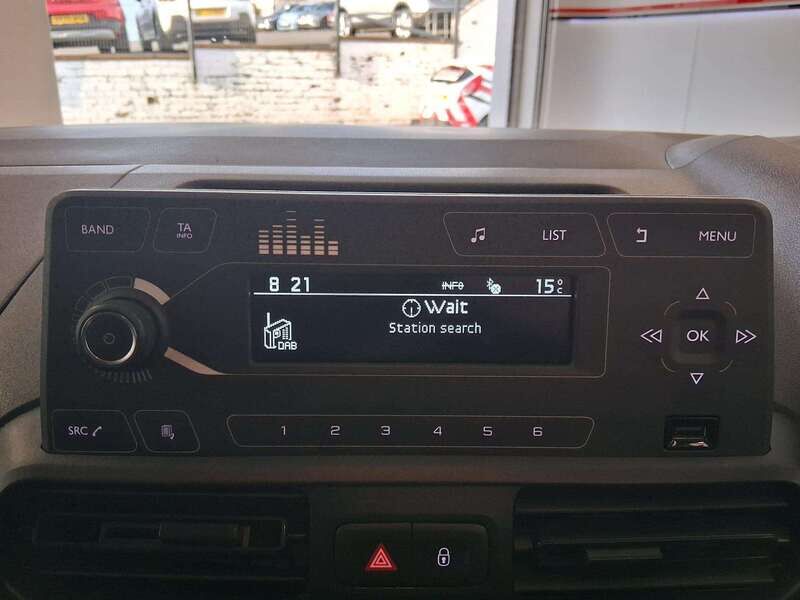 BAND
TA
INFO
LIST
MENU
8 21
INFO
15°C
Wait
Station search
DAB
OK
SRC
1 2 3 4 5 6